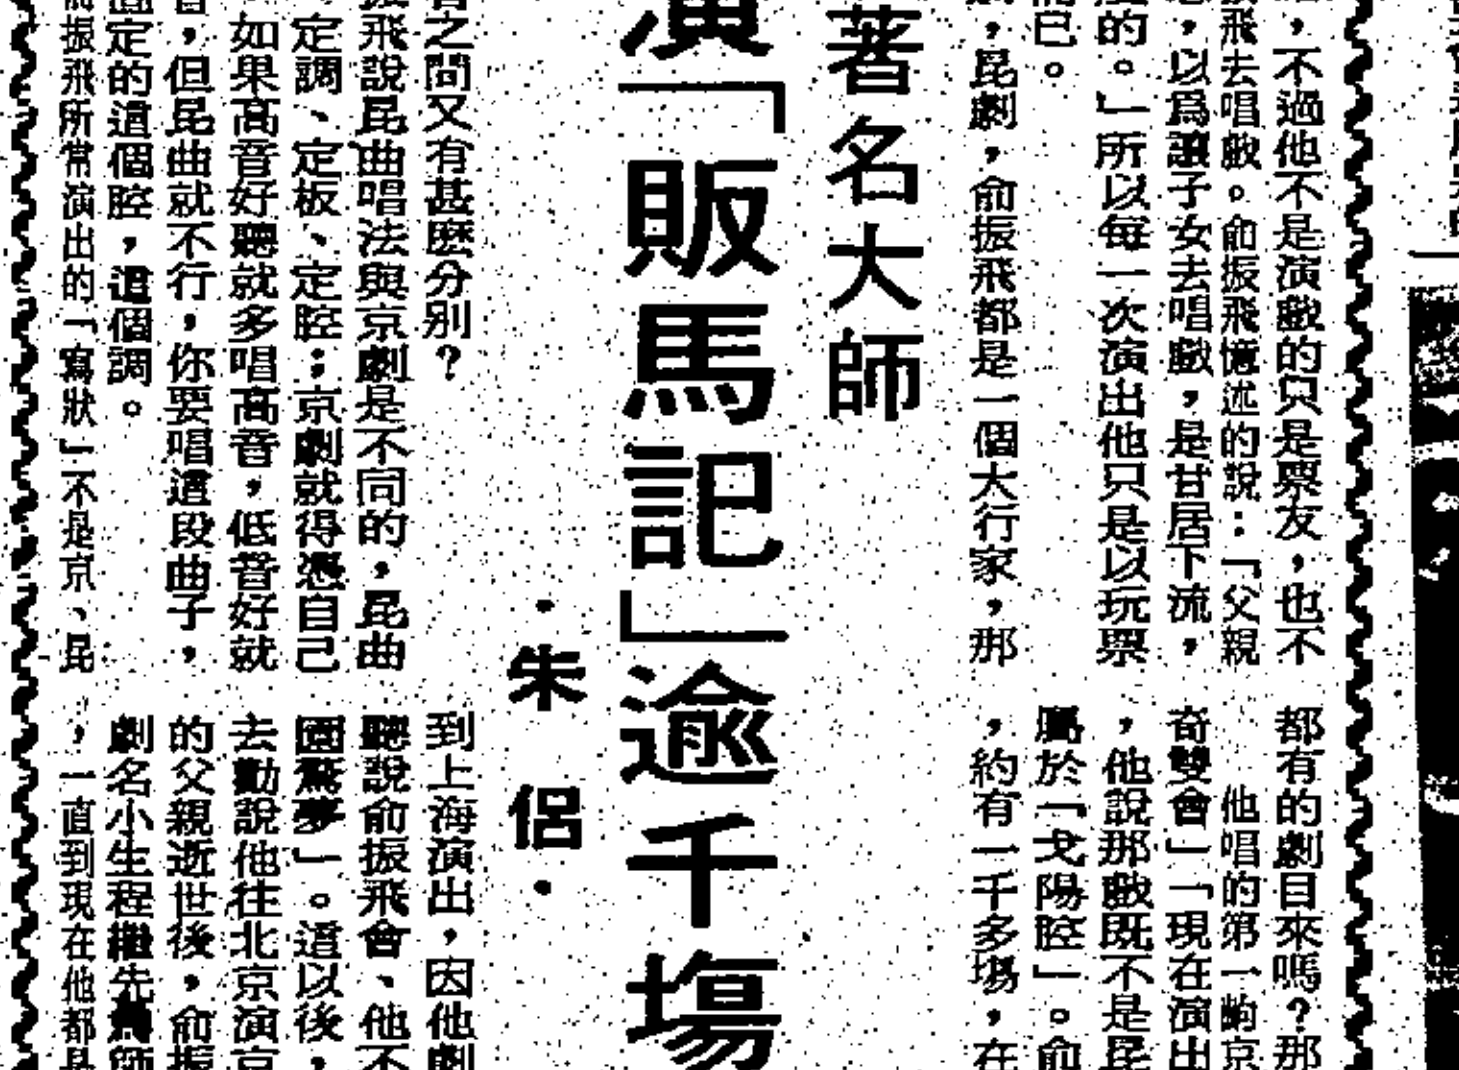 ，不過他不是演戲的只是票友，也不
飛去唱戲。俞振飛憶述的說：「父親
，以爲讓子女去唱戲，是甘居下流，
的。」所以每一次演出他只是以玩票
已。
，昆劇，俞振飛都是一個大行家，那
都有的劇目來嗎？那
他唱的第一齣京
奇雙會」「現在演出
，他說那戲既不是昆
屬於「戈陽腔」。俞
，約有一千多場，在
著名大師
演「販馬記」逾千場
·朱侶·
之間又有甚麽分别？
飛說昆曲唱法與京劇是不同的，昆曲
定調、定板、定腔；京劇就得憑自己
如果高音好聽就多唱高音，低音好就
，但昆曲就不行，你要唱這段曲子，
定的這個腔，這個調。
振飛所常演出的「寫狀」不是京、昆
到上海演出，因他劇
聽說俞振飛會、他不
園驚夢」。這以後，
去勸說他往北京演京
的父親逝世後，俞振
劇名小生程繼先爲師
，一直到現在他都是